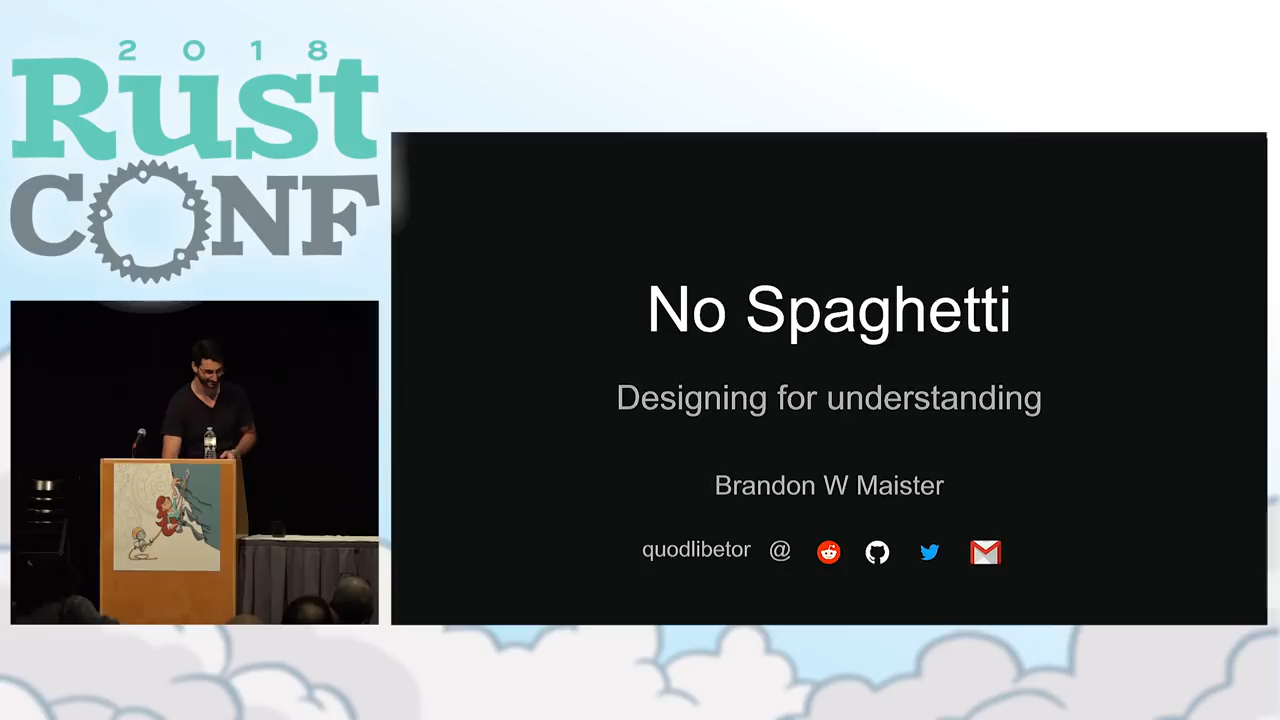 2018
Rust
CONF
No Spaghetti
Designing for understanding
Brandon W Maister
quodlibetor @